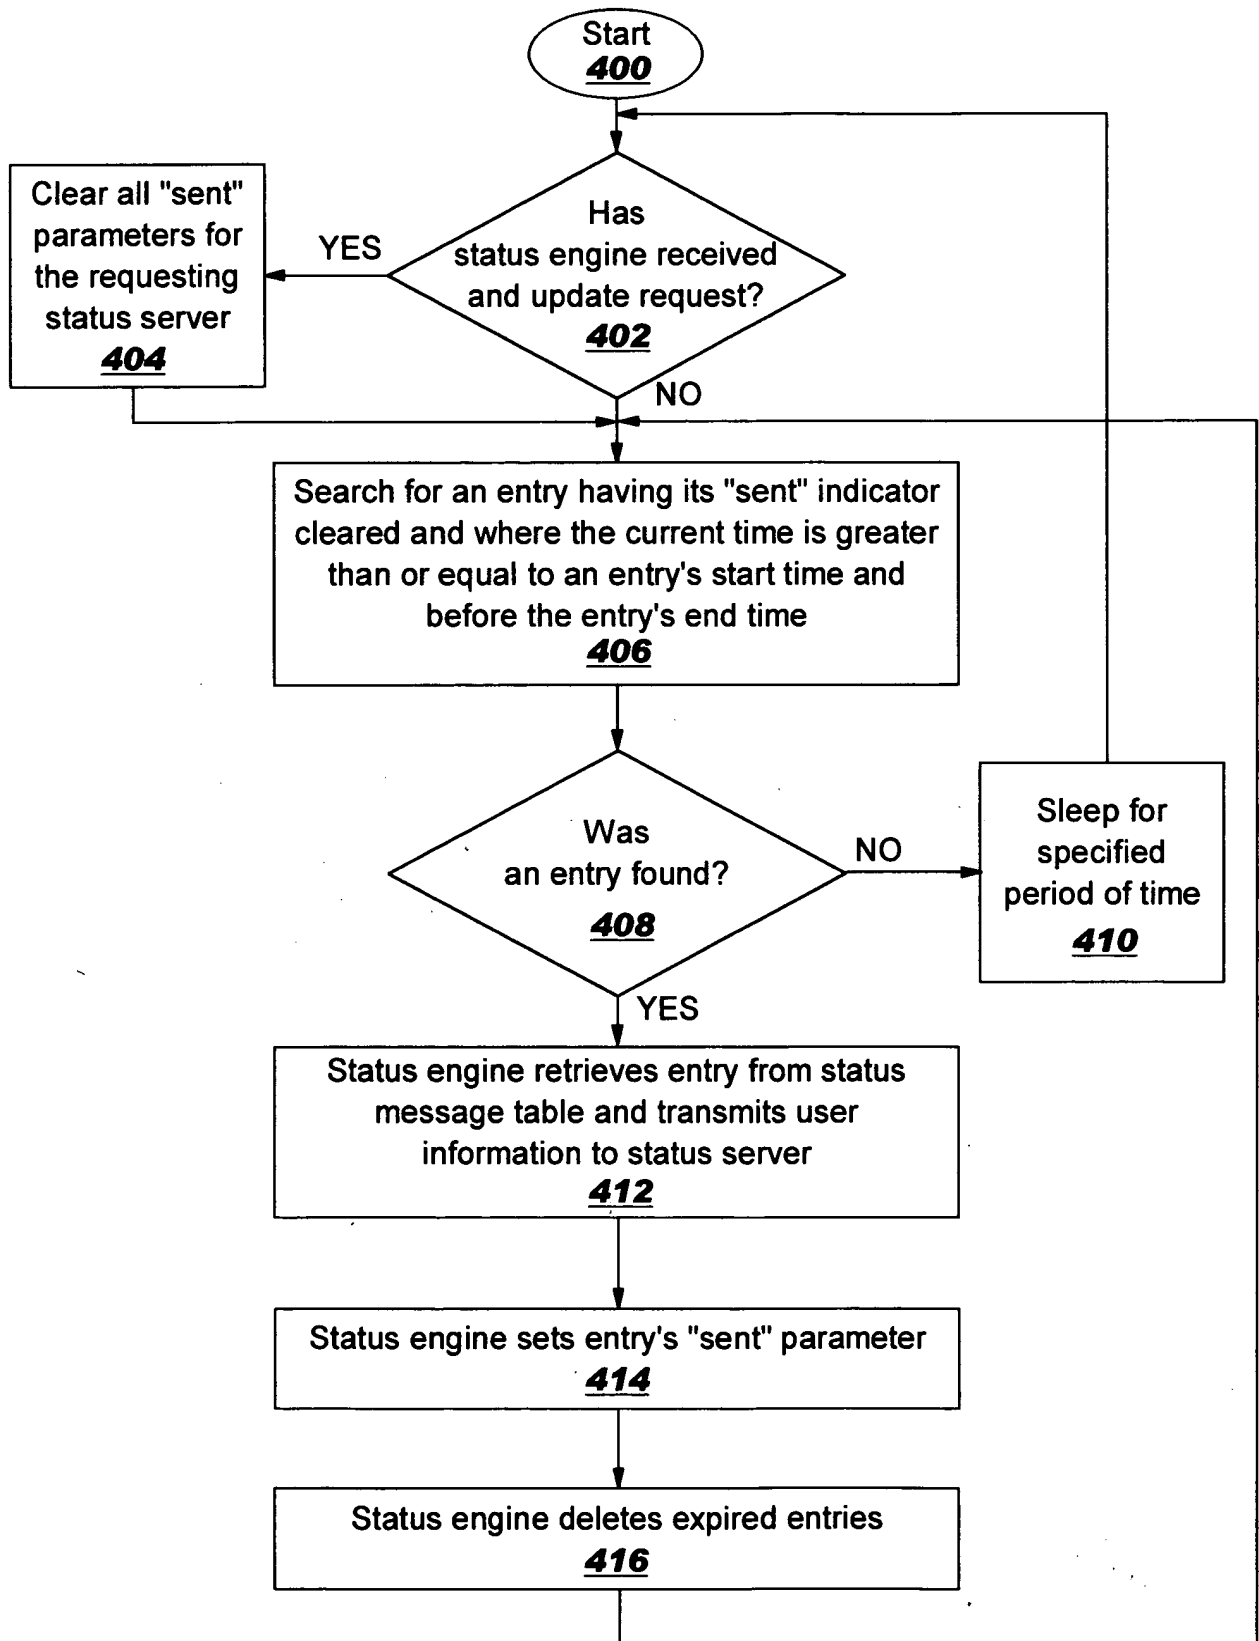 Start
400
Clear all "sent"
parameters for
the requesting
status server
404
YES
Has
status engine received
and update request?
402
NO
Search for an entry having its "sent" indicator
cleared and where the current time is greater
than or equal to an entry's start time and
before the entry's end time
406
Was
an entry found?
408
NO
Sleep for
specified
period of time
410
YES
Status engine retrieves entry from status
message table and transmits user
information to status server
412
Status engine sets entry's "sent" parameter
414
Status engine deletes expired entries
416